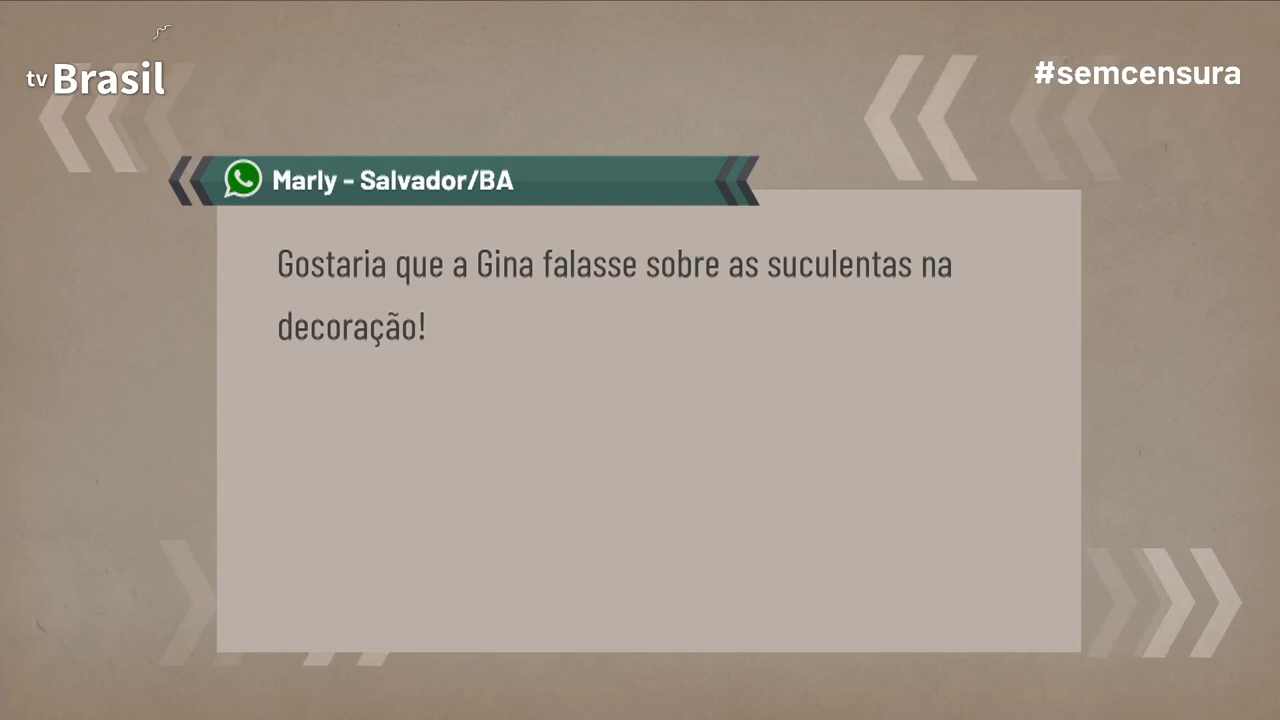 tv Brasil
#semcensura
Marly - Salvador/BA
Gostaria que a Gina falasse sobre as suculentas na
decoração!